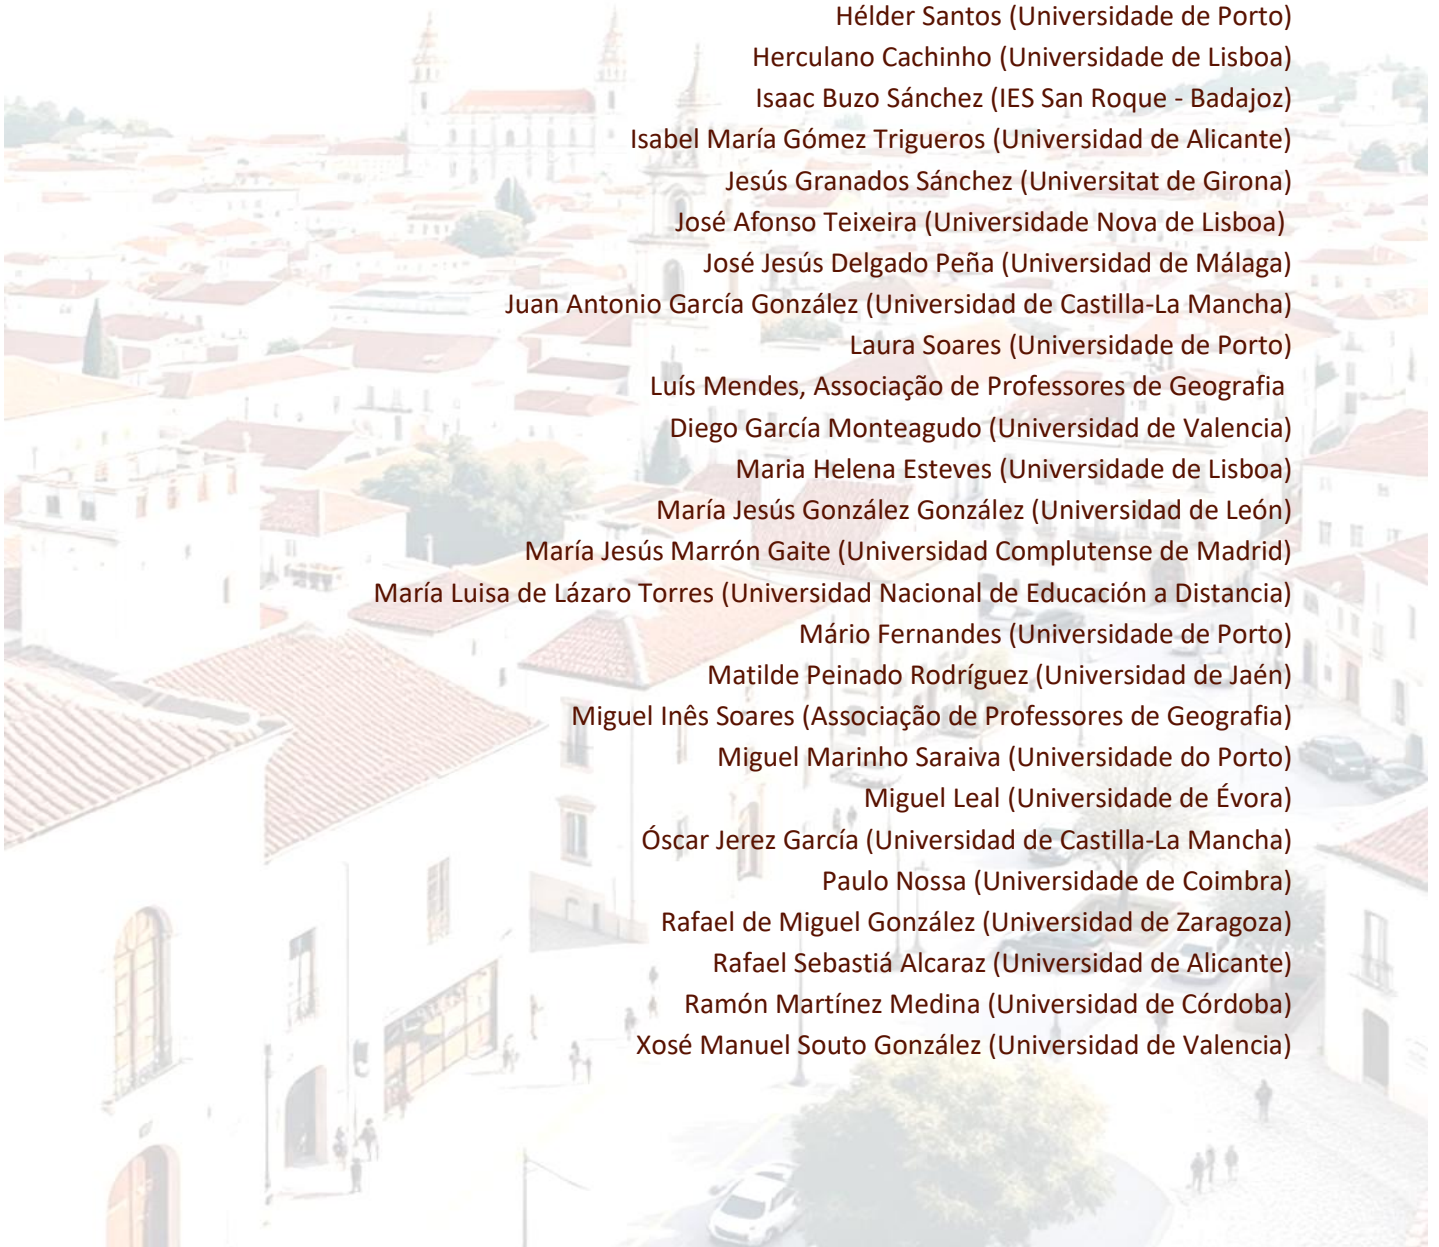 Hélder Santos (Universidade de Porto)
Herculano Cachinho (Universidade de Lisboa)
Isaac Buzo Sánchez (IES San Roque - Badajoz)
Isabel María Gómez Trigueros (Universidad de Alicante)
Jesús Granados Sánchez (Universitat de Girona)
José Afonso Teixeira (Universidade Nova de Lisboa)
José Jesús Delgado Peña (Universidad de Málaga)
Juan Antonio García González (Universidad de Castilla-La Mancha)
Laura Soares (Universidade de Porto)
Luís Mendes, Associação de Professores de Geografia
Diego García Monteagudo (Universidad de Valencia)
Maria Helena Esteves (Universidade de Lisboa)
María Jesús González González (Universidad de León)
María Jesús Marrón Gaite (Universidad Complutense de Madrid)
María Luisa de Lázaro Torres (Universidad Nacional de Educación a Distancia)
Mário Fernandes (Universidade de Porto)
Matilde Peinado Rodríguez (Universidad de Jaén)
Miguel Inês Soares (Associação de Professores de Geografia)
Miguel Marinho Saraiva (Universidade do Porto)
Miguel Leal (Universidade de Évora)
Óscar Jerez García (Universidad de Castilla-La Mancha)
Paulo Nossa (Universidade de Coimbra)
Rafael de Miguel González (Universidad de Zaragoza)
Rafael Sebastiá Alcaraz (Universidad de Alicante)
Ramón Martínez Medina (Universidad de Córdoba)
Xosé Manuel Souto González (Universidad de Valencia)